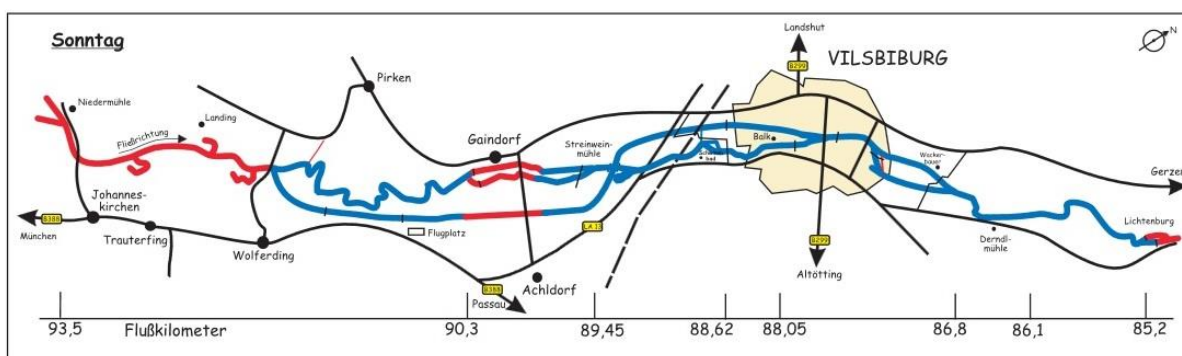 Sonntag
Landshut
N
B299
VILSBIBURG
Niedermühle
Pirken
Landing
Fließrichtung
Gaindorf
Streinwein-
mühle
Balk
bad
Wacker-
bauer
Gerzen
Johannes-
kirchen
B388
München
Trauterfing
Wolferding
Flugplatz
LA 13
Lichtenburg
Derndl-
mühle
B299
Altötting
B388
Passau
Achldorf
93,5
Flußkilometer
90,3
89,45
88,62
88,05
86,8
86,1
85,2